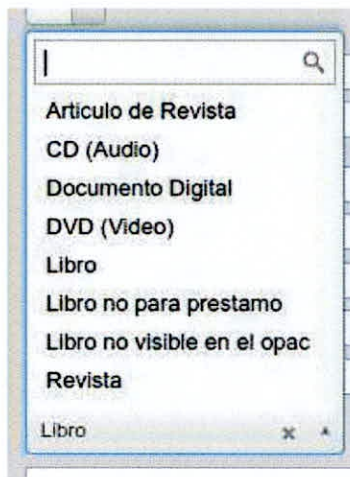 Articulo de Revista
CD (Audio)
Documento Digital
DVD (Video)
Libro
Libro no para prestamo
Libro no visible en el opac
Revista
Libro